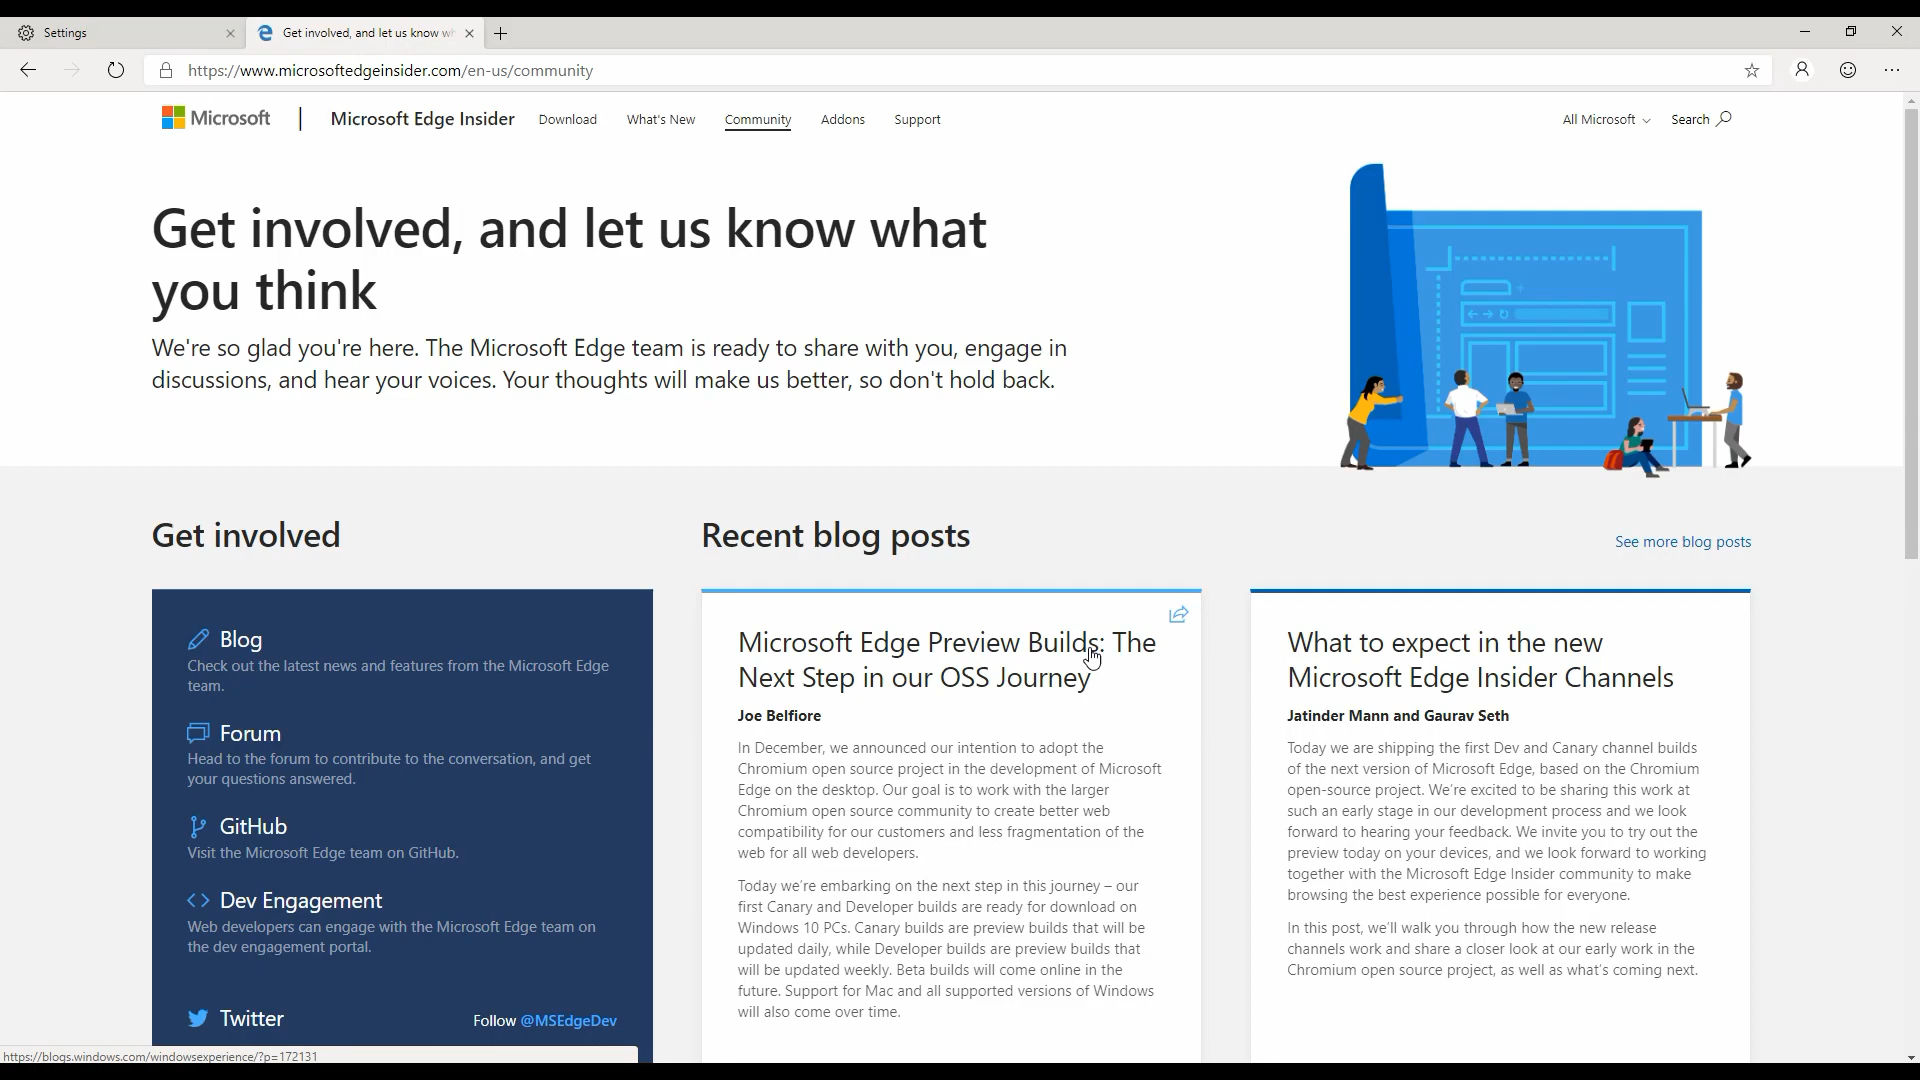 Settings
Get involved, and let us know wh
https://www.microsoftedgeinsider.com/en-us/community
Microsoft
Microsoft Edge Insider
Download
What's New
Community
Addons
Support
All Microsoft
Search
Get involved, and let us know what
you think
We're so glad you're here. The Microsoft Edge team is ready to share with you, engage in
discussions, and hear your voices. Your thoughts will make us better, so don't hold back.
Get involved
Blog
Check out the latest news and features from the Microsoft Edge
team.
Forum
Head to the forum to contribute to the conversation, and get
your questions answered.
GitHub
Visit the Microsoft Edge team on GitHub.
Dev Engagement
Web developers can engage with the Microsoft Edge team on
the dev engagement portal.
Twitter
Follow @MSEdgeDev
Recent blog posts
See more blog posts
Microsoft Edge Preview Builds: The
Next Step in our OSS Journey
Joe Belfiore
In December, we announced our intention to adopt the
Chromium open source project in the development of Microsoft
Edge on the desktop. Our goal is to work with the larger
Chromium open source community to create better web
compatibility for our customers and less fragmentation of the
web for all web developers.
Today we're embarking on the next step in this journey – our
first Canary and Developer builds are ready for download on
Windows 10 PCs. Canary builds are preview builds that will be
updated daily, while Developer builds are preview builds that
will be updated weekly. Beta builds will come online in the
future. Support for Mac and all supported versions of Windows
will also come over time.
What to expect in the new
Microsoft Edge Insider Channels
Jatinder Mann and Gaurav Seth
Today we are shipping the first Dev and Canary channel builds
of the next version of Microsoft Edge, based on the Chromium
open-source project. We're excited to be sharing this work at
such an early stage in our development process and we look
forward to hearing your feedback. We invite you to try out the
preview today on your devices, and we look forward to working
together with the Microsoft Edge Insider community to make
browsing the best experience possible for everyone.
In this post, we'll walk you through how the new release
channels work and share a closer look at our early work in the
Chromium open source project, as well as what's coming next.
https://blogs.windows.com/windowsexperience/?p=172131